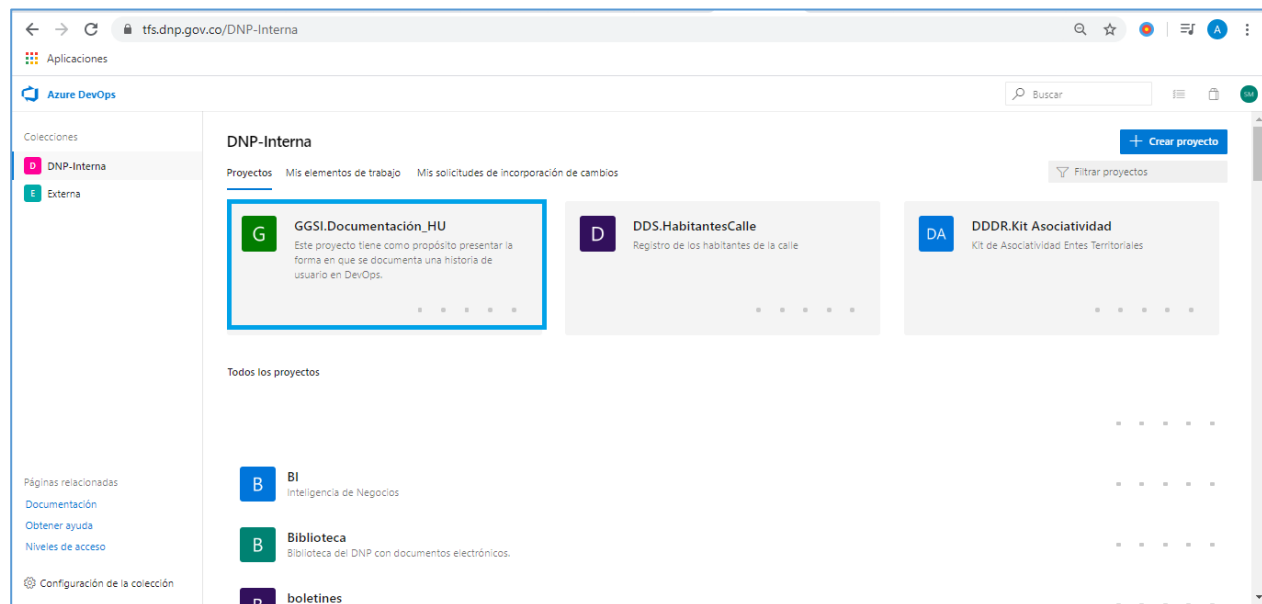 tfs.dnp.gov.co/DNP-Interna
A
Aplicaciones
Azure DevOps
Buscar
SM
Colecciones
D DNP-Interna
E Externa
DNP-Interna
+ Crear proyecto
Proyectos Mis elementos de trabajo Mis solicitudes de incorporación de cambios
Filtrar proyectos
G
GGSI.Documentación_HU
Este proyecto tiene como propósito presentar la
forma en que se documenta una historia de
usuario en DevOps.
D
DDS.HabitantesCalle
Registro de los habitantes de la calle
DA
DDDR.Kit Asociatividad
Kit de Asociatividad Entes Territoriales
Todos los proyectos
B
BI
Inteligencia de Negocios
B
Biblioteca
Biblioteca del DNP con documentos electrónicos.
B
boletines
Páginas relacionadas
Documentación
Obtener ayuda
Niveles de acceso
Configuración de la colección